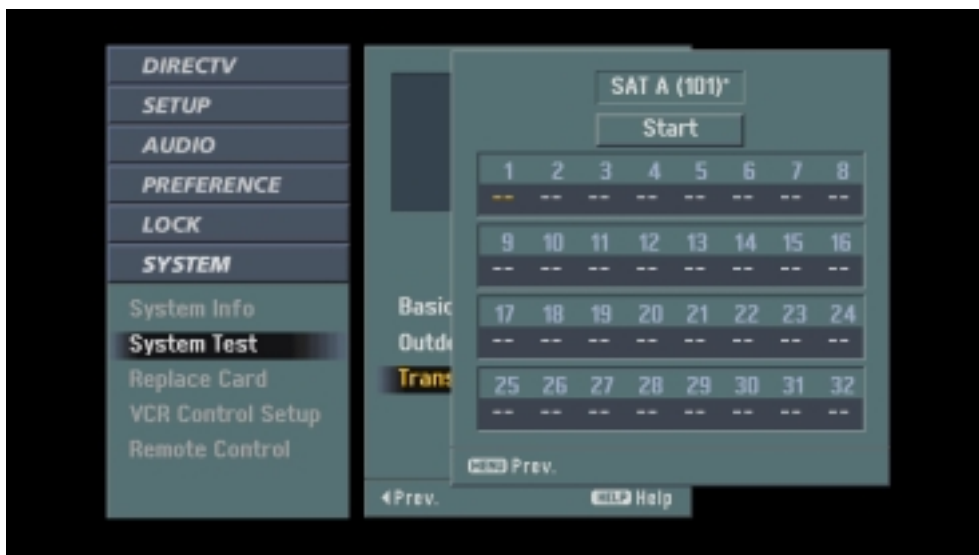 DIRECTV
SETUP
AUDIO
PREFERENCE
LOCK
SYSTEM
System Info
System Test
Replace Card
VCR Control Setup
Remote Control
Basic
Outdo
Trans
◂Prev.
HELP Help
SAT A (101)°
Start
1 2 3 4 5 6 7 8
-- -- -- -- -- -- -- --
9 10 11 12 13 14 15 16
-- -- -- -- -- -- -- --
17 18 19 20 21 22 23 24
-- -- -- -- -- -- -- --
25 26 27 28 29 30 31 32
-- -- -- -- -- -- -- --
MENU Prev.